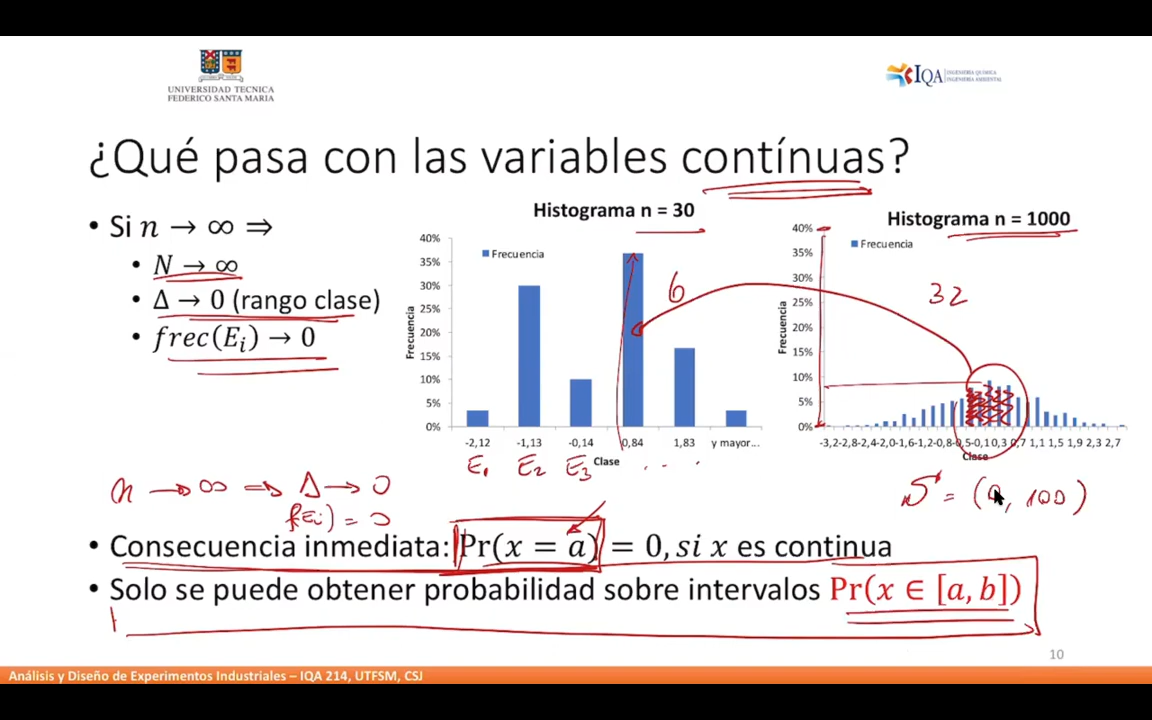 UNIVERSIDAD TECNICA
FEDERICO SANTA MARIA
IQA
INGENIERÍA QUÍMICA
INGENIERÍA AMBIENTAL
¿Qué pasa con las variables contínuas?
• Si n → ∞ ⇒
• N → ∞
• Δ → 0 (rango clase)
• frec(Eᵢ) → 0
Histograma n = 30
Frecuencia
40%
35%
30%
25%
20%
15%
10%
5%
0%
Frecuencia
-2,12 -1,13 -0,14 0,84 1,83 y mayor...
Clase
E₁ E₂ E₃ . . . .
6
Histograma n = 1000
Frecuencia
40%
35%
30%
25%
20%
15%
10%
5%
0%
Frecuencia
32
-3,2-2,8-2,4-2,0-1,6-1,2-0,8-0,5-0,10,3 0,7 1,1 1,5 1,9 2,3 2,7
Clase
n → ∞ ⇒ Δ → 0
f(Eᵢ) = 0
S = (0, 100)
• Consecuencia inmediata: Pr(x = a) = 0, si x es continua
• Solo se puede obtener probabilidad sobre intervalos Pr(x ∈ [a, b])
10
Análisis y Diseño de Experimentos Industriales – IQA 214, UTFSM, CSJ